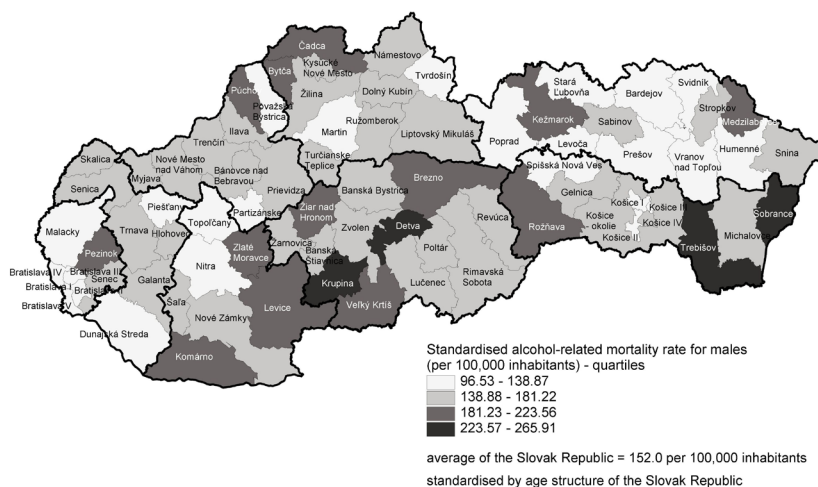 Čadca
Námestovo
Kysucké
Nové Mesto
Bytča
Tvrdošín
Púchov
Považská
Bystrica
Žilina
Dolný Kubín
Stará
Ľubovňa
Bardejov
Svidník
Stropkov
Medzilaborce
Kežmarok
Sabinov
Ilava
Martin
Ružomberok
Liptovský Mikuláš
Poprad
Levoča
Prešov
Vranov
nad Topľou
Humenné
Snina
Trenčín
Turčianske
Teplice
Skalica
Nové Mesto
nad Váhom
Myjava
Bánovce nad
Bebravou
Prievidza
Banská Bystrica
Brezno
Spišská Nová Ves
Gelnica
Košice I
Košice
okolie
Košice II
Košice IV
Senica
Piešťany
Topoľčany
Partizánske
Žiar nad
Hronom
Zvolen
Detva
Revúca
Rožňava
Sobrance
Michalovce
Trebišov
Malacky
Trnava
Hlohovec
Zlaté
Moravce
Žarnovica
Banská
Štiavnica
Poltár
Rimavská
Sobota
Pezinok
Nitra
Krupina
Lučenec
Bratislava IV
Bratislava III
Bratislava I
Bratislava II
Bratislava V
Senec
Galanta
Šaľa
Levice
Veľký Krtíš
Nové Zámky
Dunajská Streda
Komárno
Standardised alcohol-related mortality rate for males
(per 100,000 inhabitants) - quartiles
96.53 - 138.87
138.88 - 181.22
181.23 - 223.56
223.57 - 265.91
average of the Slovak Republic = 152.0 per 100,000 inhabitants
standardised by age structure of the Slovak Republic